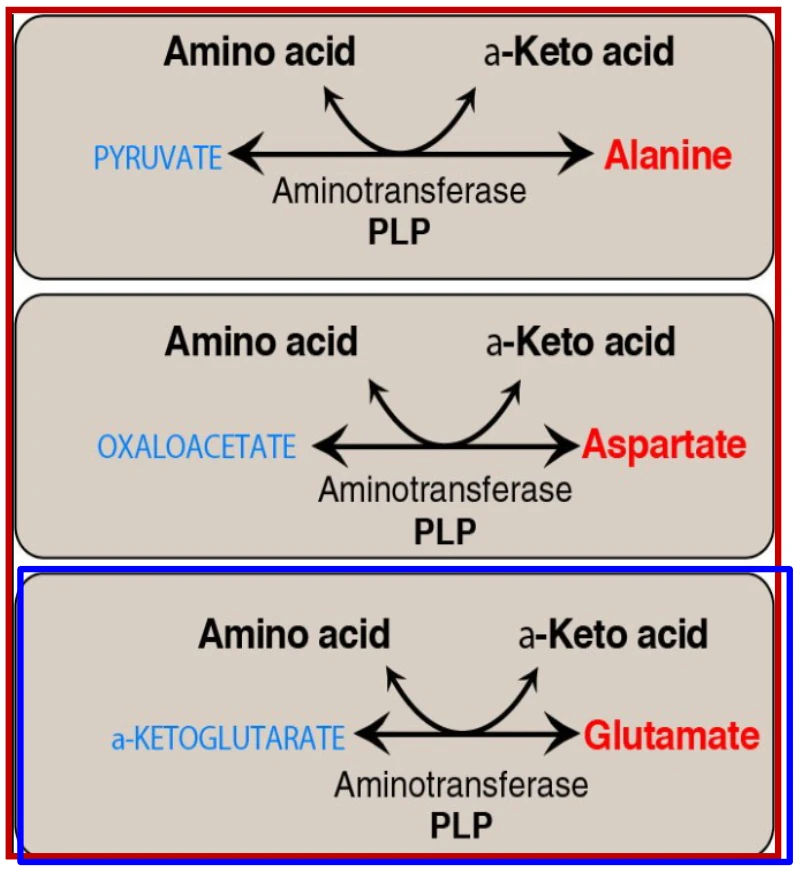 Amino acid a-Keto acid
PYRUVATE Alanine
Aminotransferase
PLP
Amino acid a-Keto acid
OXALOACETATE Aspartate
Aminotransferase
PLP
Amino acid a-Keto acid
a-KETOGLUTARATE Glutamate
Aminotransferase
PLP